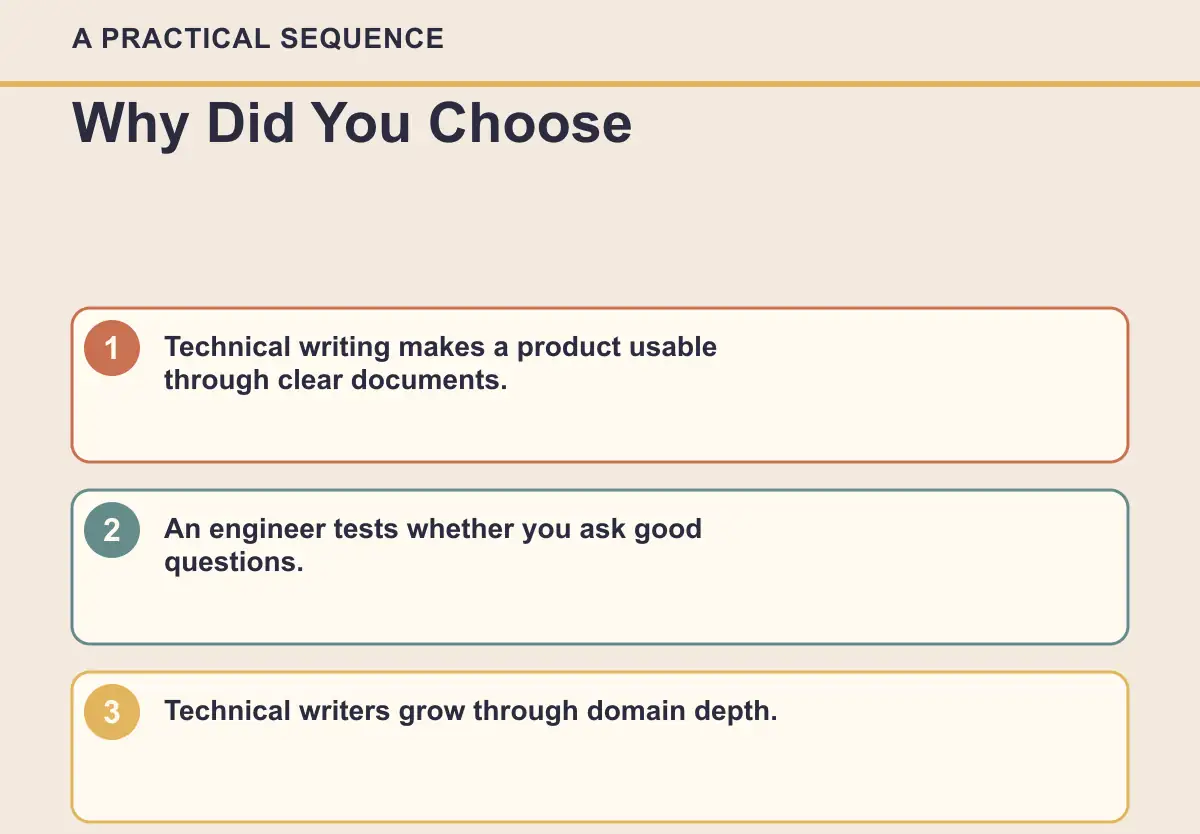 A PRACTICAL SEQUENCE
Why Did You Choose
1
Technical writing makes a product usable
through clear documents.
2
An engineer tests whether you ask good
questions.
3
Technical writers grow through domain depth.